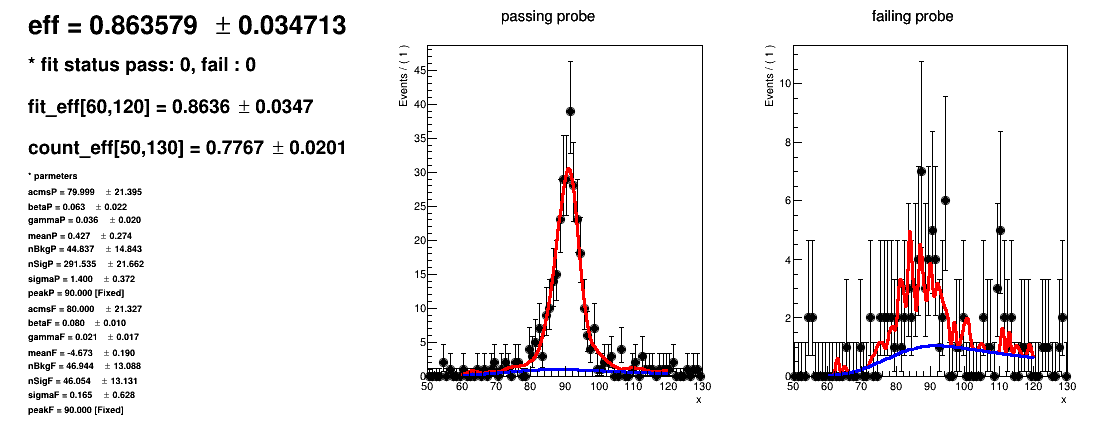 eff = 0.863579 ± 0.034713
* fit status pass: 0, fail : 0
fit_eff[60,120] = 0.8636 ± 0.0347
count_eff[50,130] = 0.7767 ± 0.0201
* parmeters
acmsP = 79.999 ± 21.395
betaP = 0.063 ± 0.022
gammaP = 0.036 ± 0.020
meanP = 0.427 ± 0.274
nBkgP = 44.837 ± 14.843
nSigP = 291.535 ± 21.662
sigmaP = 1.400 ± 0.372
peakP = 90.000 [Fixed]
acmsF = 80.000 ± 21.327
betaF = 0.080 ± 0.010
gammaF = 0.021 ± 0.017
meanF = -4.673 ± 0.190
nBkgF = 46.944 ± 13.088
nSigF = 46.054 ± 13.131
sigmaF = 0.165 ± 0.628
peakF = 90.000 [Fixed]
passing probe
Events / ( 1 )
45
40
35
30
25
20
15
10
5
0
50 60 70 80 90 100 110 120 130
x
failing probe
Events / ( 1 )
10
8
6
4
2
0
50 60 70 80 90 100 110 120 130
x